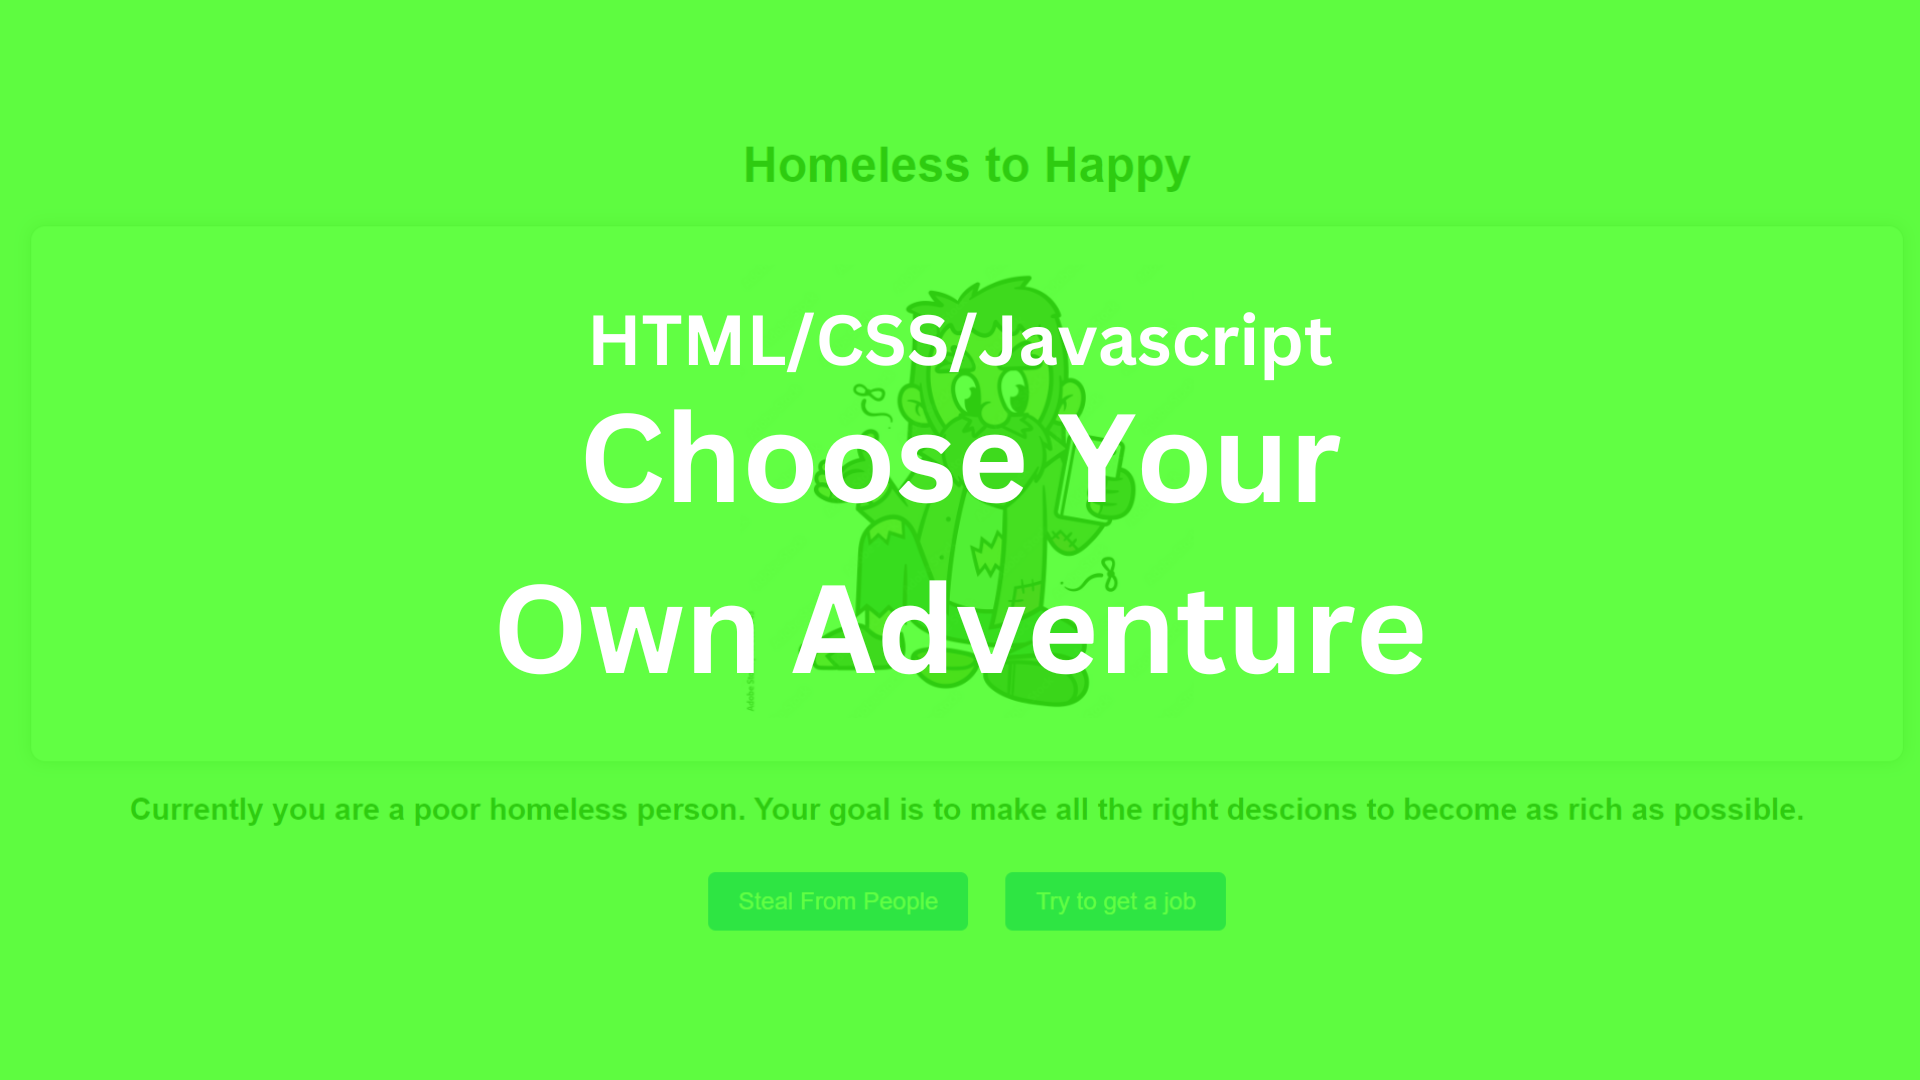 Homeless to Happy
HTML/CSS/Javascript
Choose Your
Own Adventure
Currently you are a poor homeless person. Your goal is to make all the right descions to become as rich as possible.
Steal From People
Try to get a job